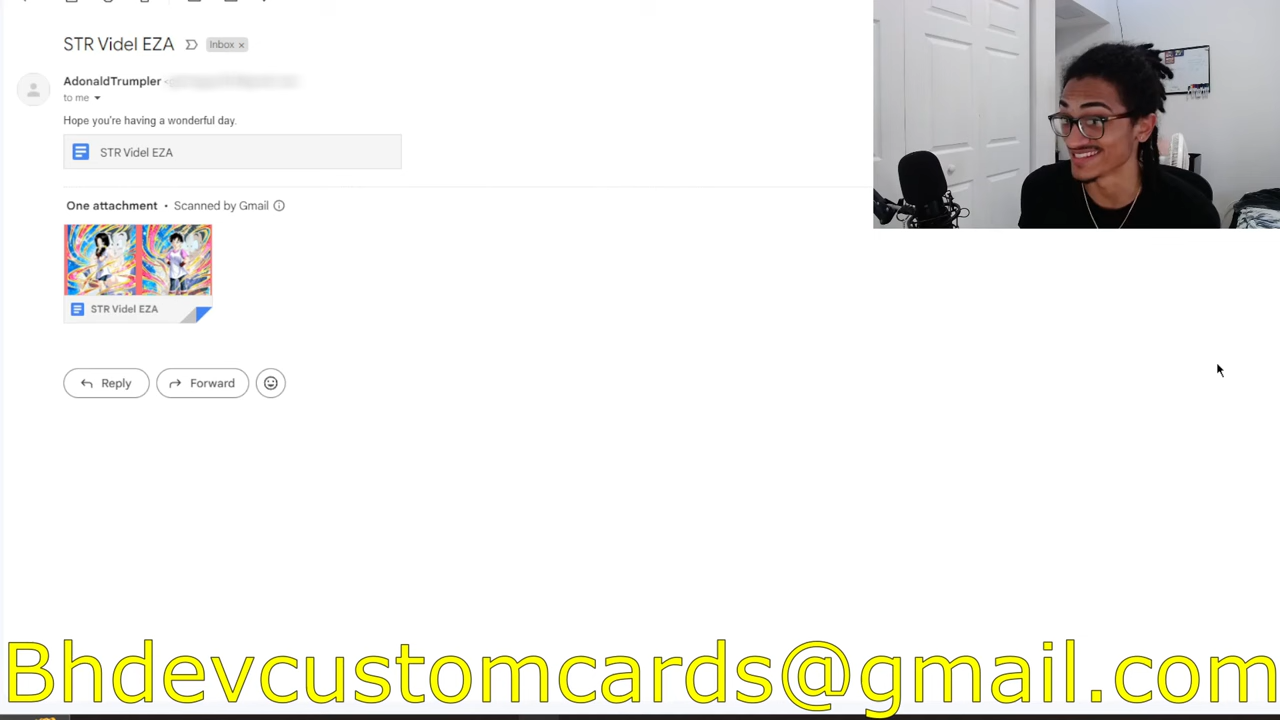 STR Videl EZA Inbox x
AdonaldTrumpler
to me
Hope you're having a wonderful day.
STR Videl EZA
One attachment • Scanned by Gmail
STR Videl EZA
Reply Forward
Bhdevcustomcards@gmail.com